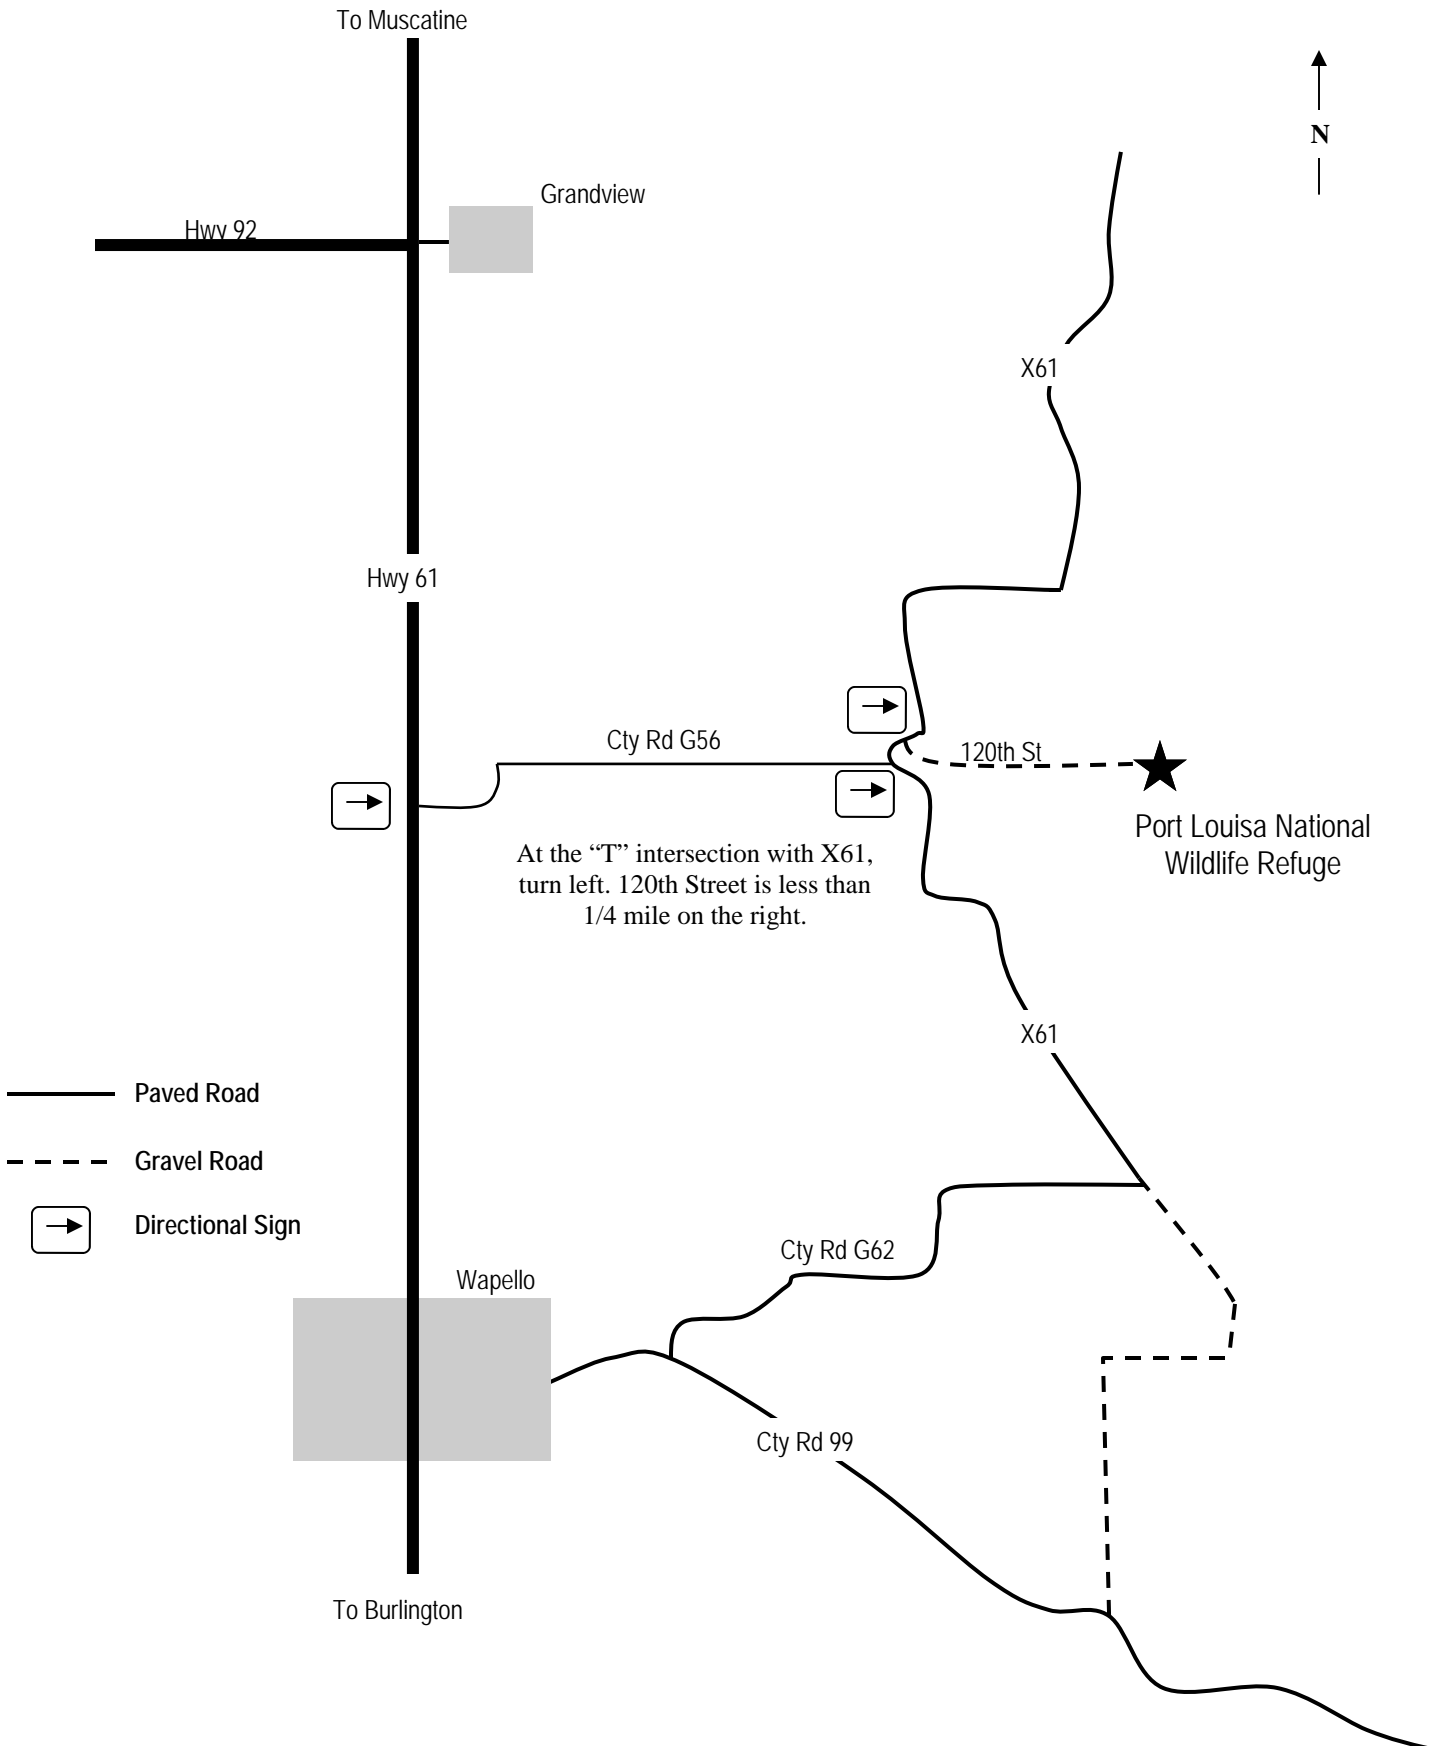 To Muscatine
N
Grandview
Hwy 92
X61
Hwy 61
Cty Rd G56
120th St
Port Louisa National
Wildlife Refuge
At the “T” intersection with X61,
turn left. 120th Street is less than
1/4 mile on the right.
X61
Paved Road
Gravel Road
Directional Sign
Cty Rd G62
Wapello
Cty Rd 99
To Burlington